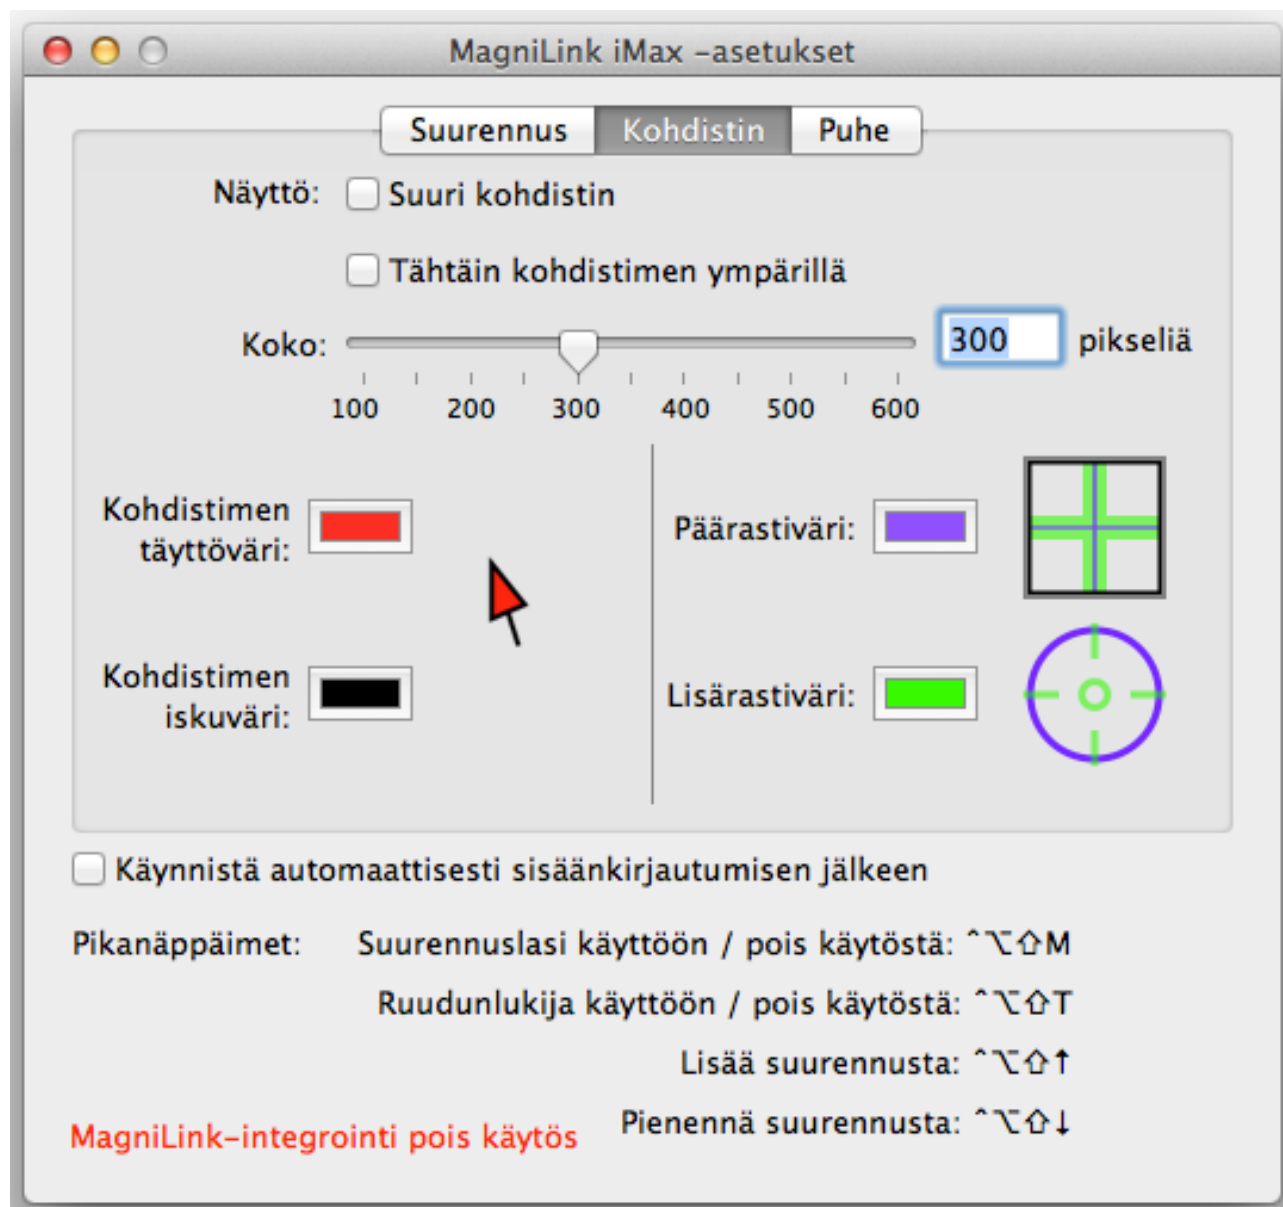 MagniLink iMax –asetukset
Suurennus Kohdistin Puhe
Näyttö: Suuri kohdistin
Tähtäin kohdistimen ympärillä
Koko: 300 pikseliä
100 200 300 400 500 600
Kohdistimen
täyttöväri:
Päärastiväri:
Kohdistimen
iskuväri:
Lisärastiväri:
Käynnistä automaattisesti sisäänkirjautumisen jälkeen
Pikanäppäimet: Suurennuslasi käyttöön / pois käytöstä: ⌃⌥⇧M
Ruudunlukija käyttöön / pois käytöstä: ⌃⌥⇧T
Lisää suurennusta: ⌃⌥⇧↑
Pienennä suurennusta: ⌃⌥⇧↓
MagniLink–integrointi pois käytös